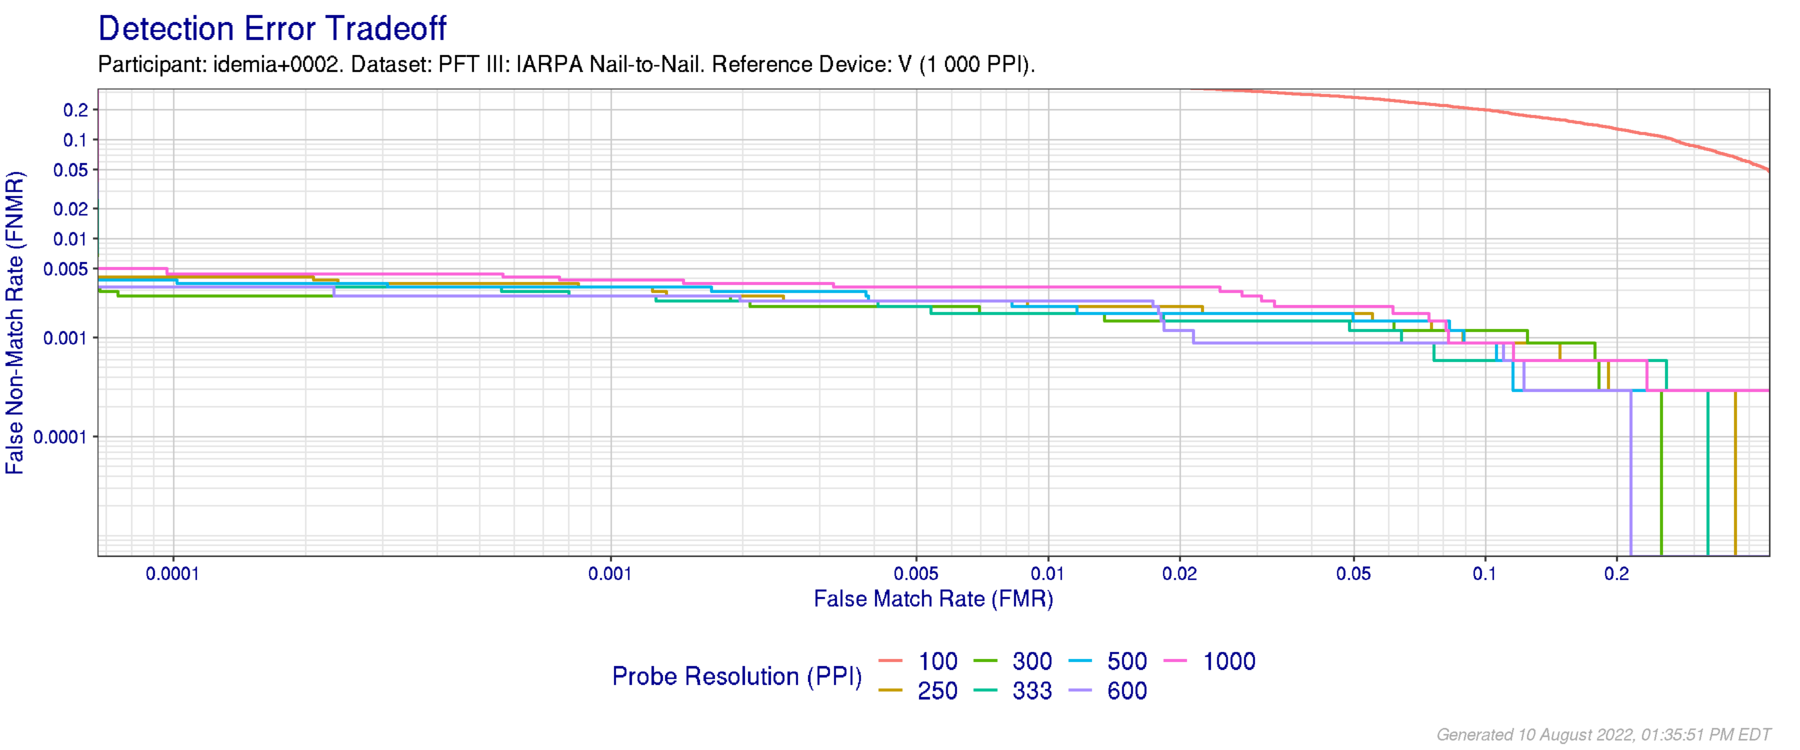 Detection Error Tradeoff
Participant: idemia+0002. Dataset: PFT III: IARPA Nail-to-Nail. Reference Device: V (1 000 PPI).
False Non-Match Rate (FNMR)
0.2
0.1
0.05
0.02
0.01
0.005
0.001
0.0001
0.0001 0.001 0.005 0.01 0.02 0.05 0.1 0.2
False Match Rate (FMR)
Probe Resolution (PPI)
100 300 500 1000
250 333 600
Generated 10 August 2022, 01:35:51 PM EDT